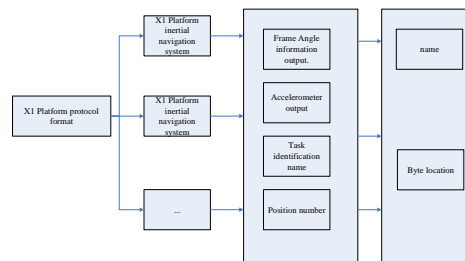 X1 Platform protocol
format
X1 Platform
inertial
navigation
system
X1 Platform
inertial
navigation
system
...
Frame Angle
information
output.
Accelerometer
output
Task
identification
name
Position number
name
Byte location